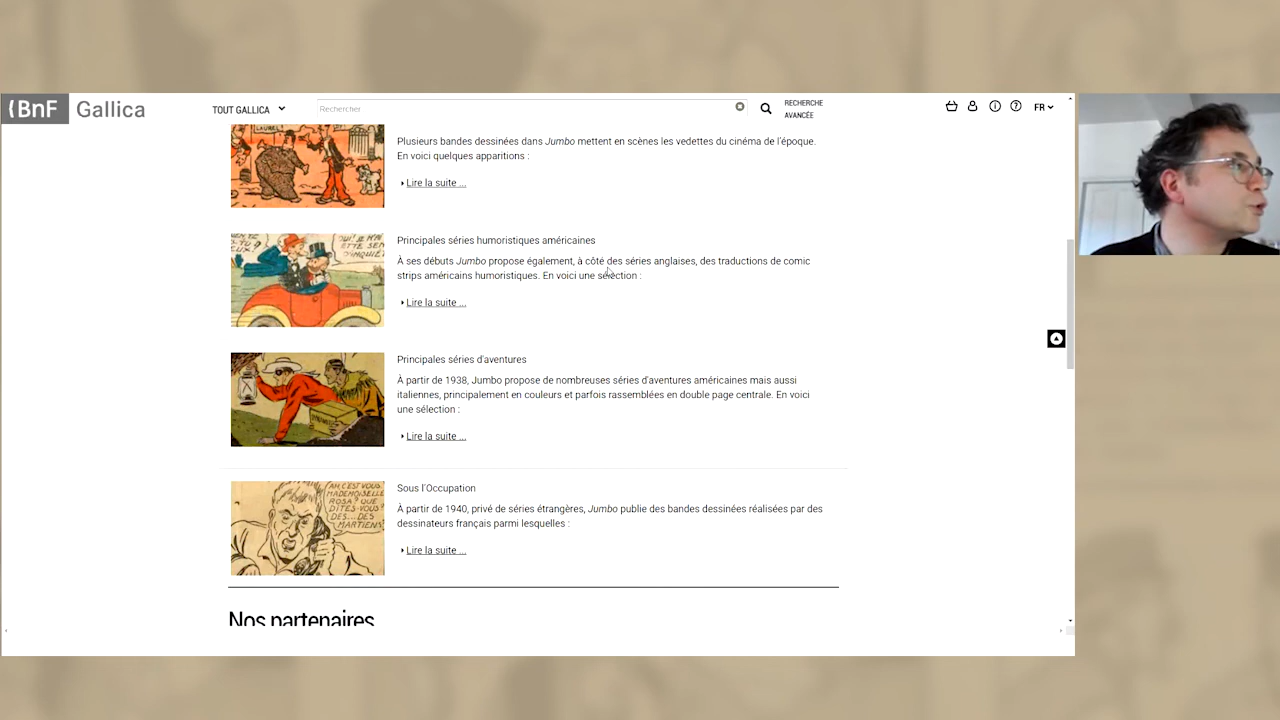 BnF Gallica
TOUT GALLICA
Rechercher
RECHERCHE
AVANCÉE
FR
Plusieurs bandes dessinées dans Jumbo mettent en scènes les vedettes du cinéma de l'époque.
En voici quelques apparitions :
Lire la suite ...
Principales séries humoristiques américaines
À ses débuts Jumbo propose également, à côté des séries anglaises, des traductions de comic
strips américains humoristiques. En voici une sélection :
Lire la suite ...
Principales séries d'aventures
À partir de 1938, Jumbo propose de nombreuses séries d'aventures américaines mais aussi
italiennes, principalement en couleurs et parfois rassemblées en double page centrale. En voici
une sélection :
Lire la suite ...
AH, C'EST VOUS
MADEMOISELLE
ROSA? QUE
DITES-VOUS?
DES... DES
MARTIENS?
Sous l'Occupation
À partir de 1940, privé de séries étrangères, Jumbo publie des bandes dessinées réalisées par des
dessinateurs français parmi lesquelles :
Lire la suite ...
Nos partenaires